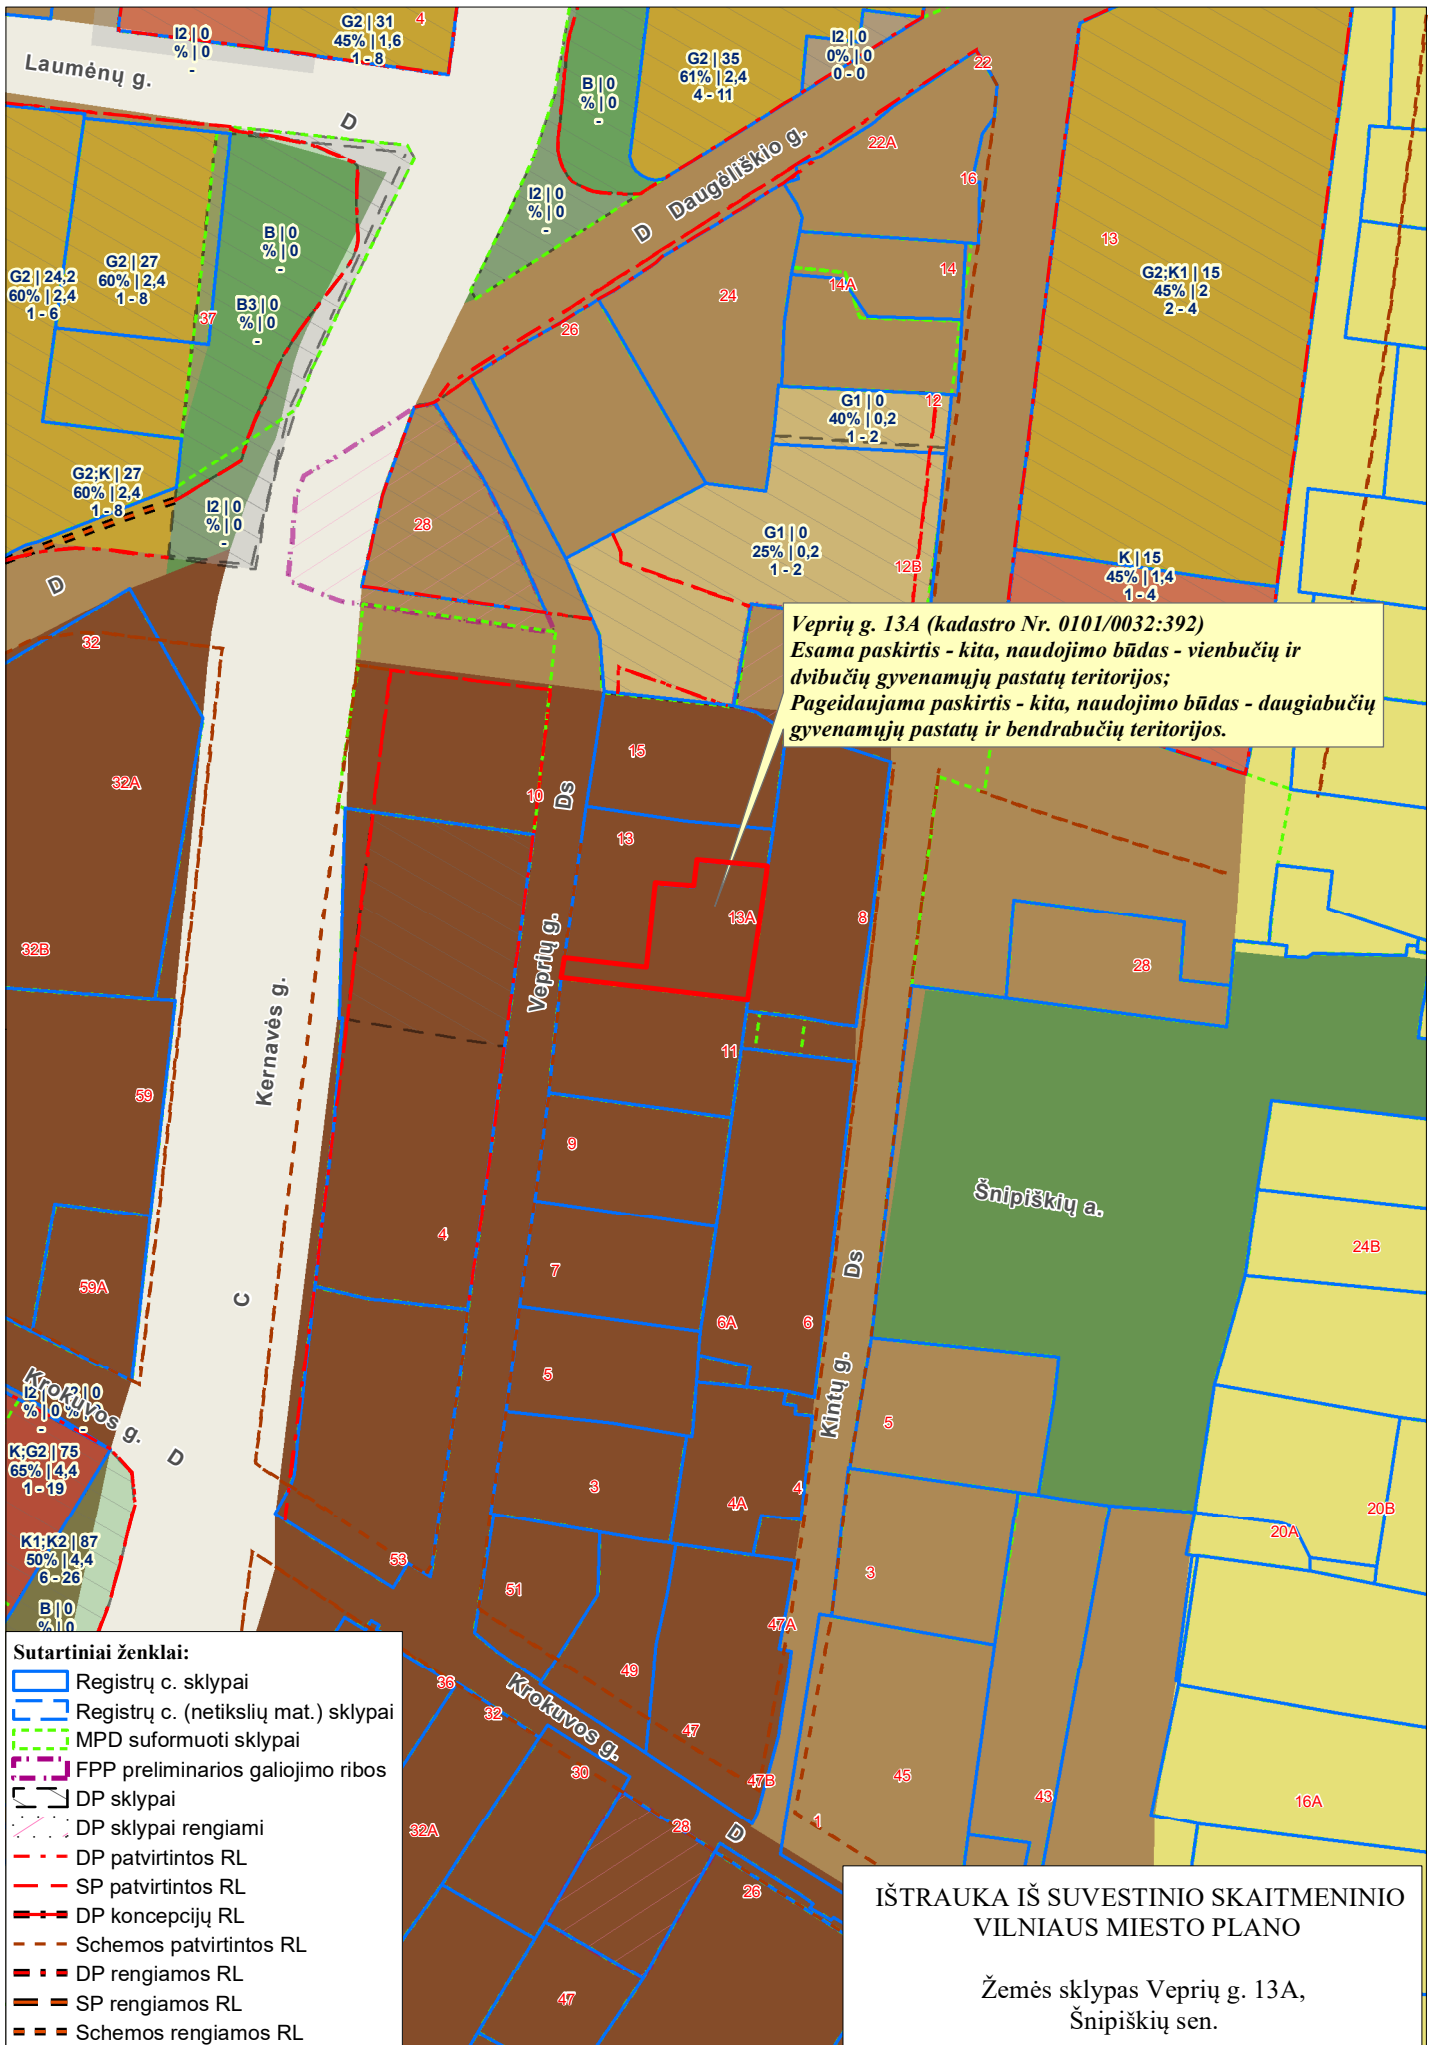 I2 | 0
% | 0
-
G2 | 31
45% | 1,6
1 - 8
4
Laumėnų g.
D
B | 0
% | 0
-
G2 | 35
61% | 2,4
4 - 11
I2 | 0
0% | 0
0 - 0
22
22A
16
Daugėliškio g.
D
I2 | 0
% | 0
-
B | 0
% | 0
-
G2 | 24,2
60% | 2,4
1 - 6
G2 | 27
60% | 2,4
1 - 8
B3 | 0
% | 0
-
37
26
24
14
14A
13
G2;K1 | 15
45% | 2
2 - 4
12
G1 | 0
40% | 0,2
1 - 2
G2;K | 27
60% | 2,4
1 - 8
I2 | 0
% | 0
-
28
G1 | 0
25% | 0,2
1 - 2
12B
K | 15
45% | 1,4
1 - 4
D
32
Veprių g. 13A (kadastro Nr. 0101/0032:392)
Esama paskirtis - kita, naudojimo būdas - vienbučių ir
dvibučių gyvenamųjų pastatų teritorijos;
Pageidaujama paskirtis - kita, naudojimo būdas - daugiabučių
gyvenamųjų pastatų ir bendrabučių teritorijos.
32A
15
10
Ds
13
13A
8
32B
28
Veprių g.
Kernavės g.
11
59
9
Šnipiškių a.
4
24B
7
Ds
59A
C
6A
6
5
Kintų g.
5
Krokuvos g.
I2 | 0
% | 0
-
2 | 0
%
-
D
K;G2 | 75
65% | 4,4
1 - 19
3
4A
4
20B
20A
K1;K2 | 87
50% | 4,4
6 - 26
53
51
3
B | 0
% | 0
47A
49
36
32
Krokuvos g.
47
30
47B
45
43
16A
1
32A
28
D
26
47
Sutartiniai ženklai:
Registrų c. sklypai
Registrų c. (netikslių mat.) sklypai
MPD suformuoti sklypai
FPP preliminarios galiojimo ribos
DP sklypai
DP sklypai rengiami
DP patvirtintos RL
SP patvirtintos RL
DP koncepcijų RL
Schemos patvirtintos RL
DP rengiamos RL
SP rengiamos RL
Schemos rengiamos RL
IŠTRAUKA IŠ SUVESTINIO SKAITMENINIO
VILNIAUS MIESTO PLANO
Žemės sklypas Veprių g. 13A,
Šnipiškių sen.